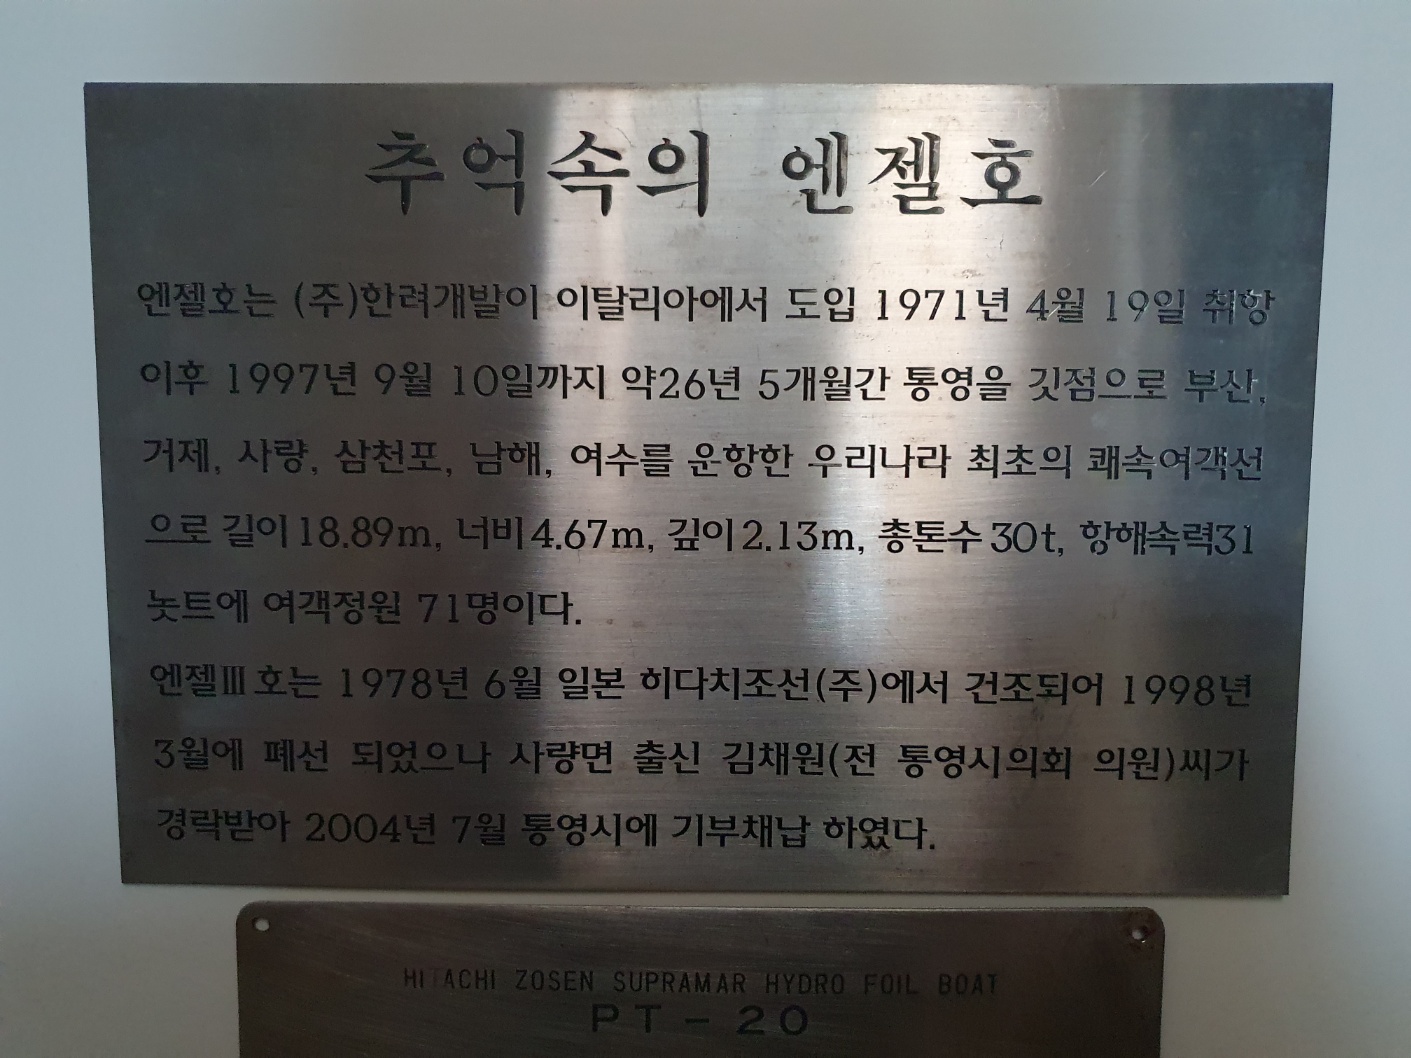 추억속의 엔젤호
엔젤호는 (주)한려개발이 이탈리아에서 도입 1971년 4월 19일 취항
이후 1997년 9월 10일까지 약26년 5개월간 통영을 깃점으로 부산,
거제, 사량, 삼천포, 남해, 여수를 운항한 우리나라 최초의 쾌속여객선
으로 길이18.89m, 너비4.67m, 깊이2.13m, 총톤수30t, 항해속력31
놋트에 여객정원 71명이다.
엔젤Ⅲ호는 1978년 6월 일본 히다치조선(주)에서 건조되어 1998년
3월에 폐선 되었으나 사량면 출신 김채원(전 통영시의회 의원)씨가
경락받아 2004년 7월 통영시에 기부채납 하였다.
HITACHI ZOSEN SUPRAMAR HYDRO FOIL BOAT
PT-20